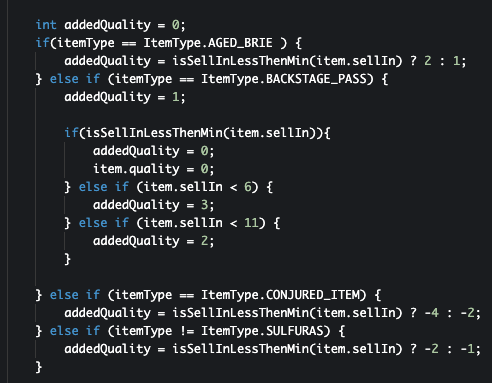 int addedQuality = 0;
if(itemType == ItemType.AGED_BRIE ) {
addedQuality = isSellInLessThenMin(item.sellIn) ? 2 : 1;
} else if (itemType == ItemType.BACKSTAGE_PASS) {
addedQuality = 1;
if(isSellInLessThenMin(item.sellIn)){
addedQuality = 0;
item.quality = 0;
} else if (item.sellIn < 6) {
addedQuality = 3;
} else if (item.sellIn < 11) {
addedQuality = 2;
}
} else if (itemType == ItemType.CONJURED_ITEM) {
addedQuality = isSellInLessThenMin(item.sellIn) ? -4 : -2;
} else if (itemType != ItemType.SULFURAS) {
addedQuality = isSellInLessThenMin(item.sellIn) ? -2 : -1;
}